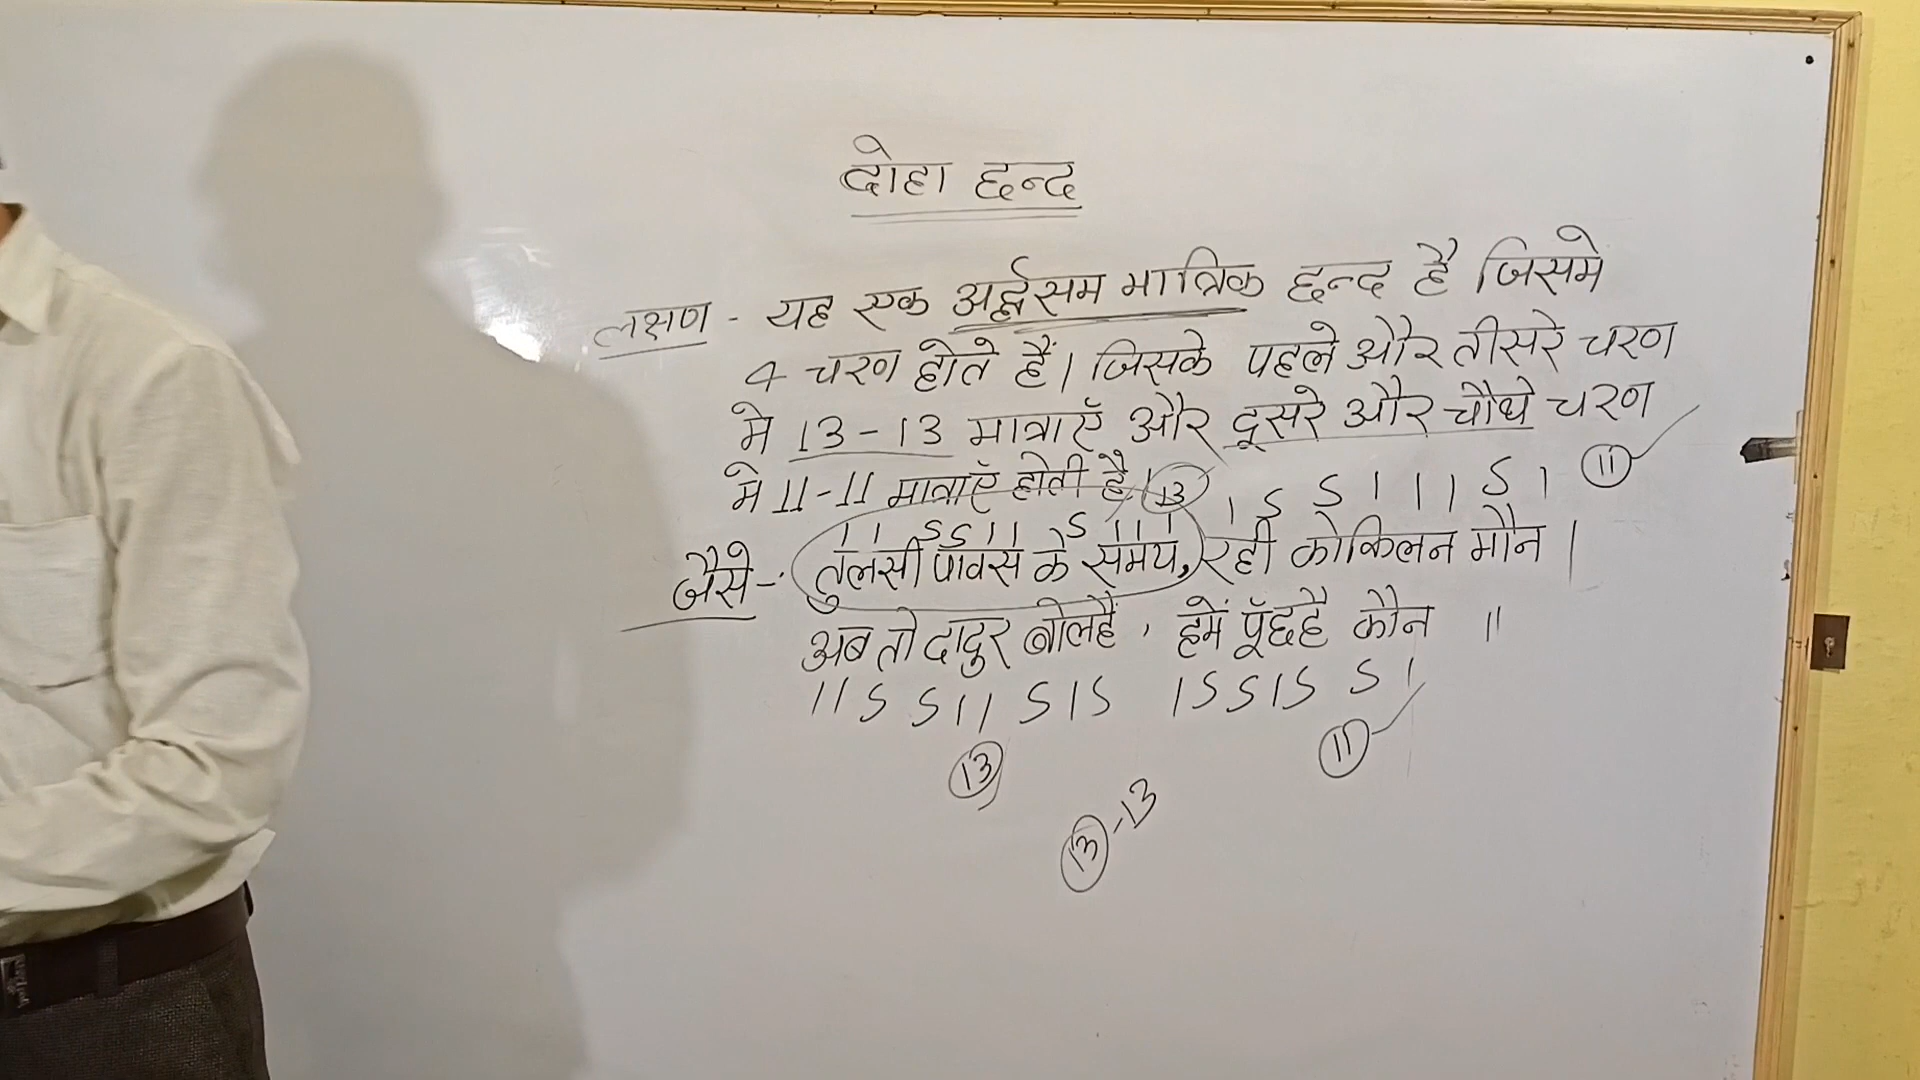 दोहा छन्द
लक्षण - यह एक अर्द्धसम मात्रिक छन्द है जिसमे
4 चरण होते हैं। जिसके पहले और तीसरे चरण
मे 13-13 मात्राएँ और दूसरे और चौथे चरण
मे 11-11 मात्राएँ होती है। 13 I S S I I I S I 11
I I S S I I S I I I
जैसे-: तुलसी पावस के समय, रही कोकिलन मौन |
अब तो दादुर बोलहैं, हमें पूँछहै कौन ॥
I I S S I I S I S I S S I S S I
13 11
13-13